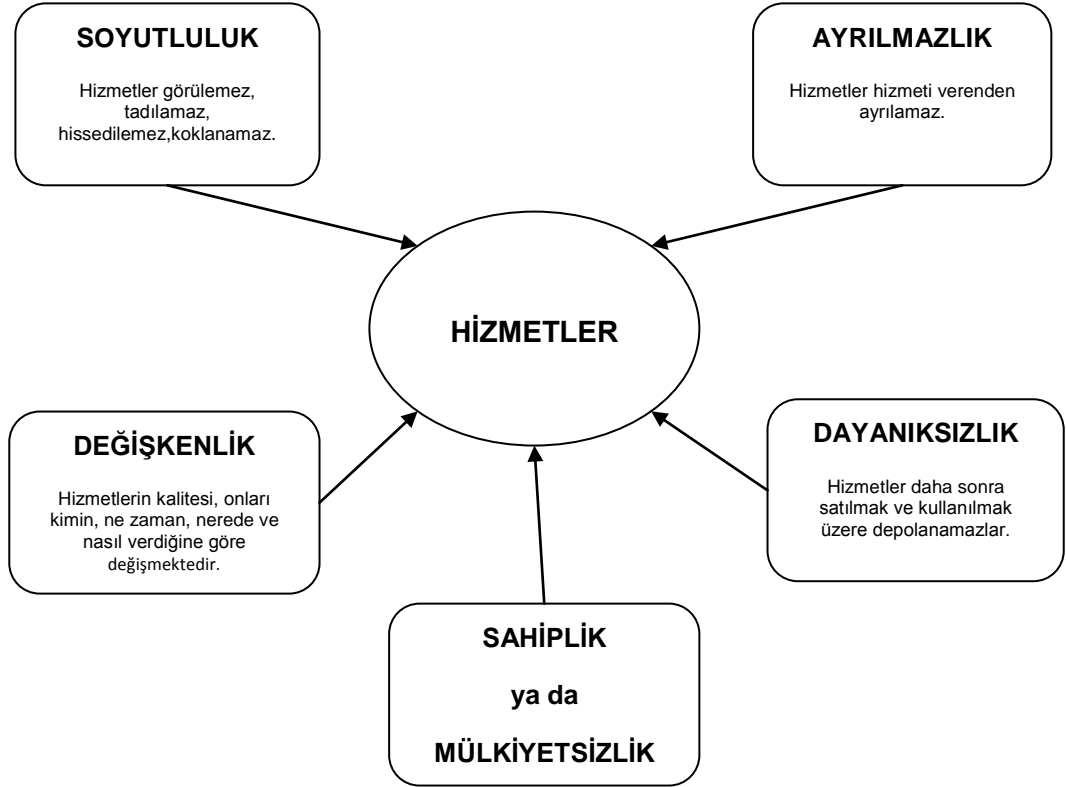 SOYUTLULUK
Hizmetler görülemez,
tadılamaz,
hissedilemez,koklanamaz.
AYRILMAZLIK
Hizmetler hizmeti verenden
ayrılamaz.
HİZMETLER
DEĞİŞKENLİK
Hizmetlerin kalitesi, onları
kimin, ne zaman, nerede ve
nasıl verdiğine göre
değişmektedir.
DAYANIKSIZLIK
Hizmetler daha sonra
satılmak ve kullanılmak
üzere depolanamazlar.
SAHİPLİK
ya da
MÜLKİYETSİZLİK